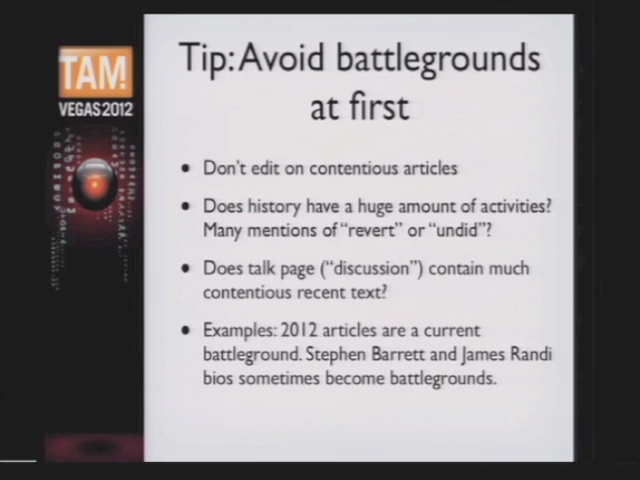 TAM!
VEGAS 2012
Tip: Avoid battlegrounds
at first
• Don't edit on contentious articles
• Does history have a huge amount of activities?
Many mentions of “revert” or “undid”?
• Does talk page (“discussion”) contain much
contentious recent text?
• Examples: 2012 articles are a current
battleground. Stephen Barrett and James Randi
bios sometimes become battlegrounds.